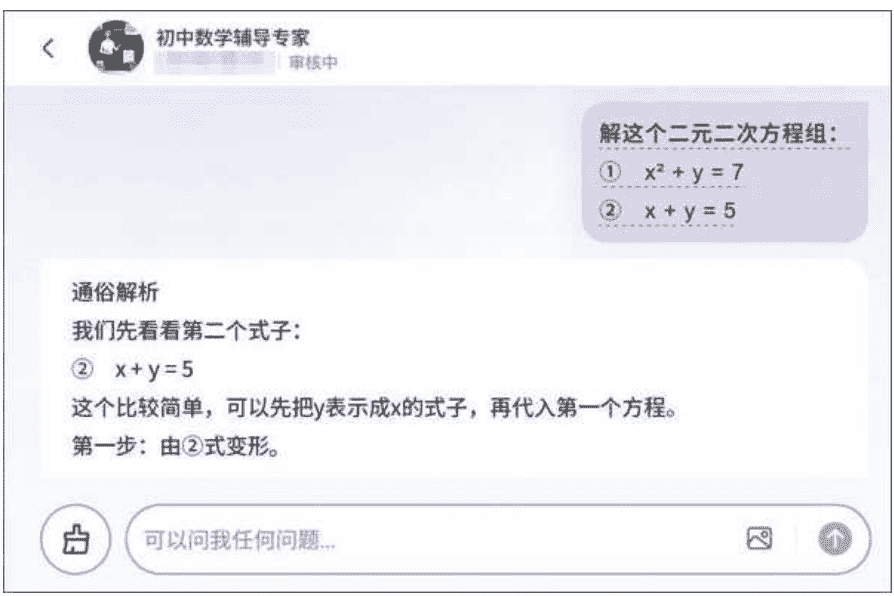 初中数学辅导专家
审核中
解这个二元二次方程组：
① x² + y = 7
② x + y = 5
通俗解析
我们先看看第二个式子：
② x + y = 5
这个比较简单，可以先把y表示成x的式子，再代入第一个方程。
第一步：由②式变形。
可以问我任何问题...